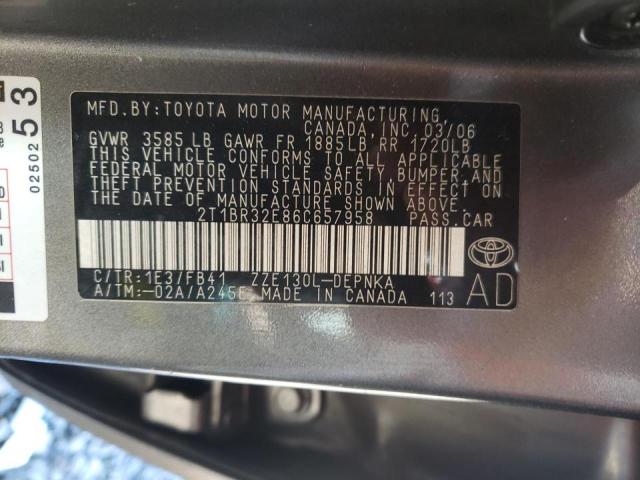 MFD. BY: TOYOTA MOTOR MANUFACTURING,
CANADA, INC. 03/06
GVWR 3585 LB GAWR FR 1885LB RR 1720LB
THIS VEHICLE CONFORMS TO ALL APPLICABLE
FEDERAL MOTOR VEHICLE SAFETY, BUMPER, AND
THEFT PREVENTION STANDARDS IN EFFECT ON
THE DATE OF MANUFACTURE SHOWN ABOVE.
2T1BR32E86C657958 PASS. CAR
C/TR: 1E3/FB41 ZZE130L-DEPNKA
A/TM: -02A/A245E MADE IN CANADA 113
AD
53
02502